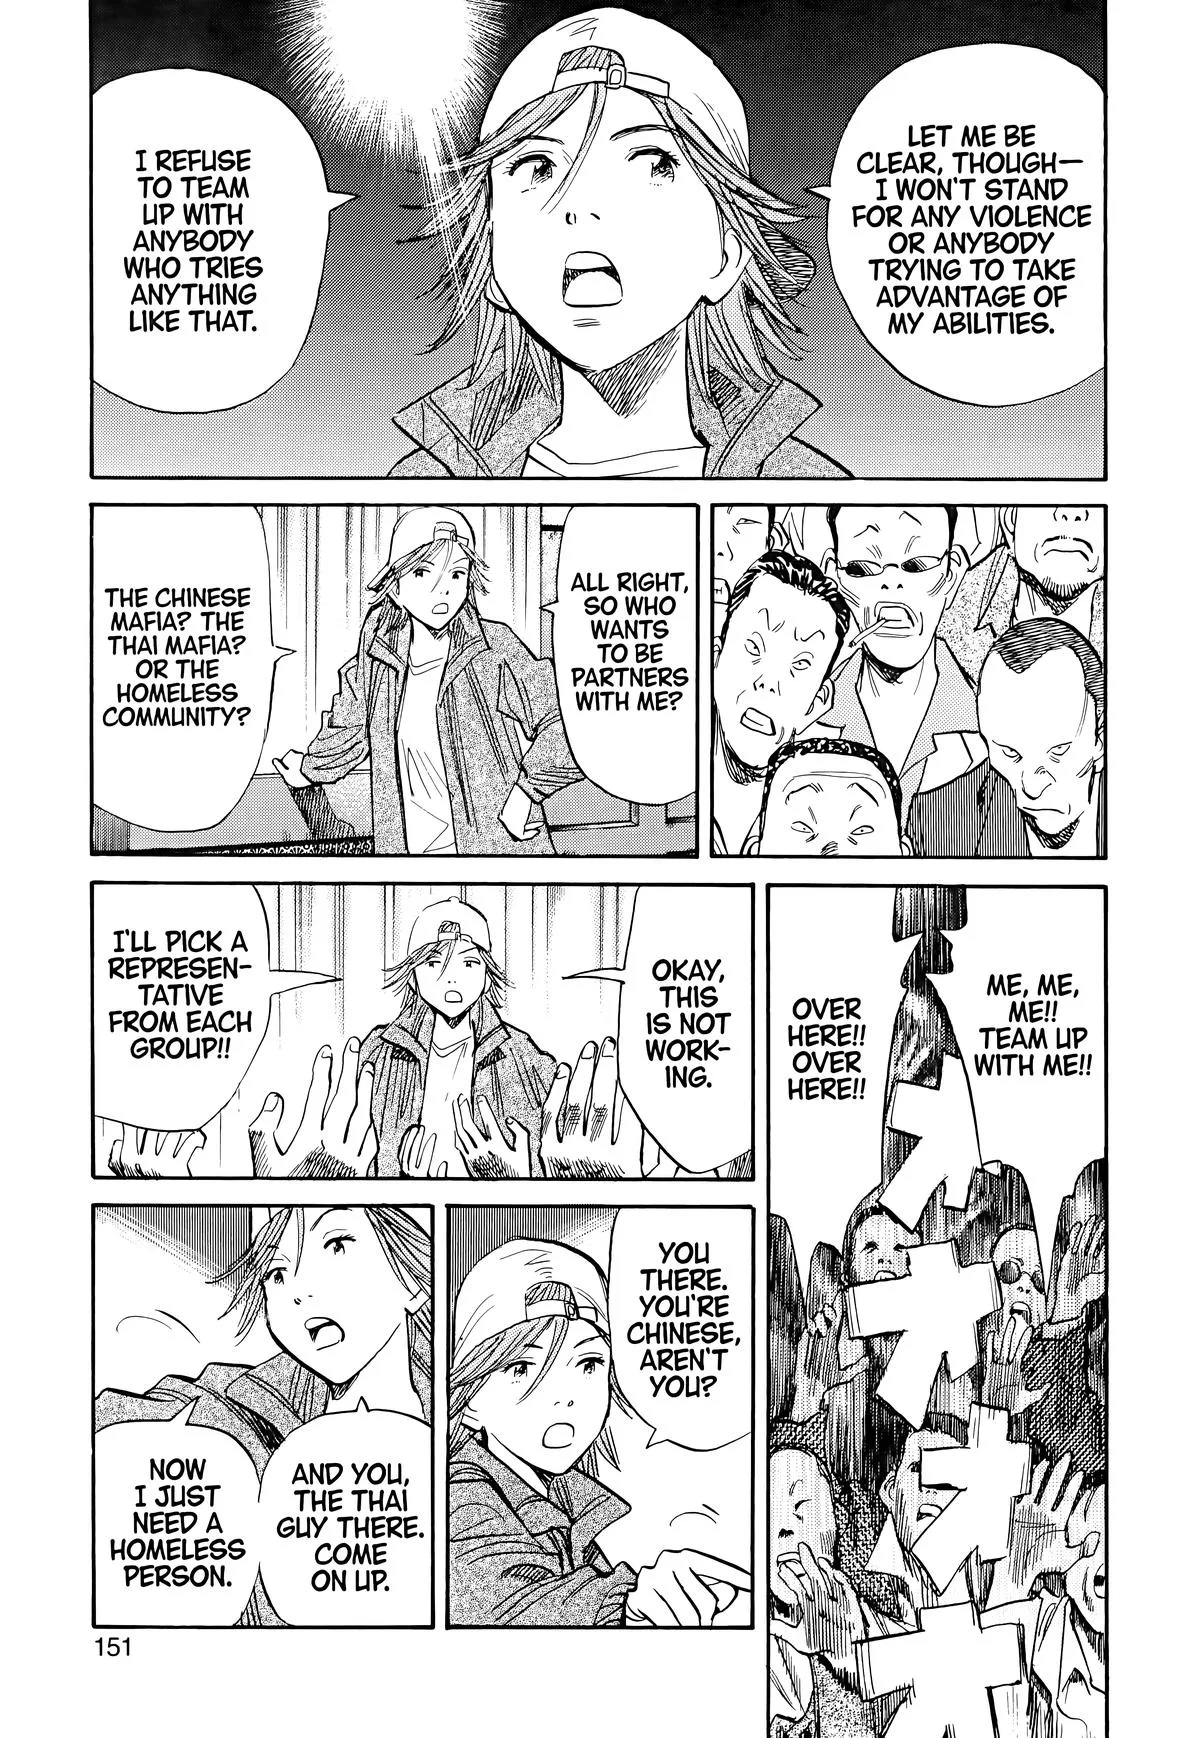 LET ME BE
CLEAR, THOUGH—
I WON'T STAND
FOR ANY VIOLENCE
OR ANYBODY
TRYING TO TAKE
ADVANTAGE OF
MY ABILITIES.
I REFUSE
TO TEAM
UP WITH
ANYBODY
WHO TRIES
ANYTHING
LIKE THAT.
ALL RIGHT,
SO WHO
WANTS
TO BE
PARTNERS
WITH ME?
THE CHINESE
MAFIA? THE
THAI MAFIA?
OR THE
HOMELESS
COMMUNITY?
ME, ME,
ME!!
TEAM UP
WITH ME!!
OVER
HERE!!
OVER
HERE!!
OKAY,
THIS
IS NOT
WORK-
ING.
I'LL PICK A
REPRESEN-
TATIVE
FROM EACH
GROUP!!
YOU
THERE.
YOU'RE
CHINESE,
AREN'T
YOU?
AND YOU,
THE THAI
GUY THERE.
COME
ON UP.
NOW
I JUST
NEED A
HOMELESS
PERSON.
151